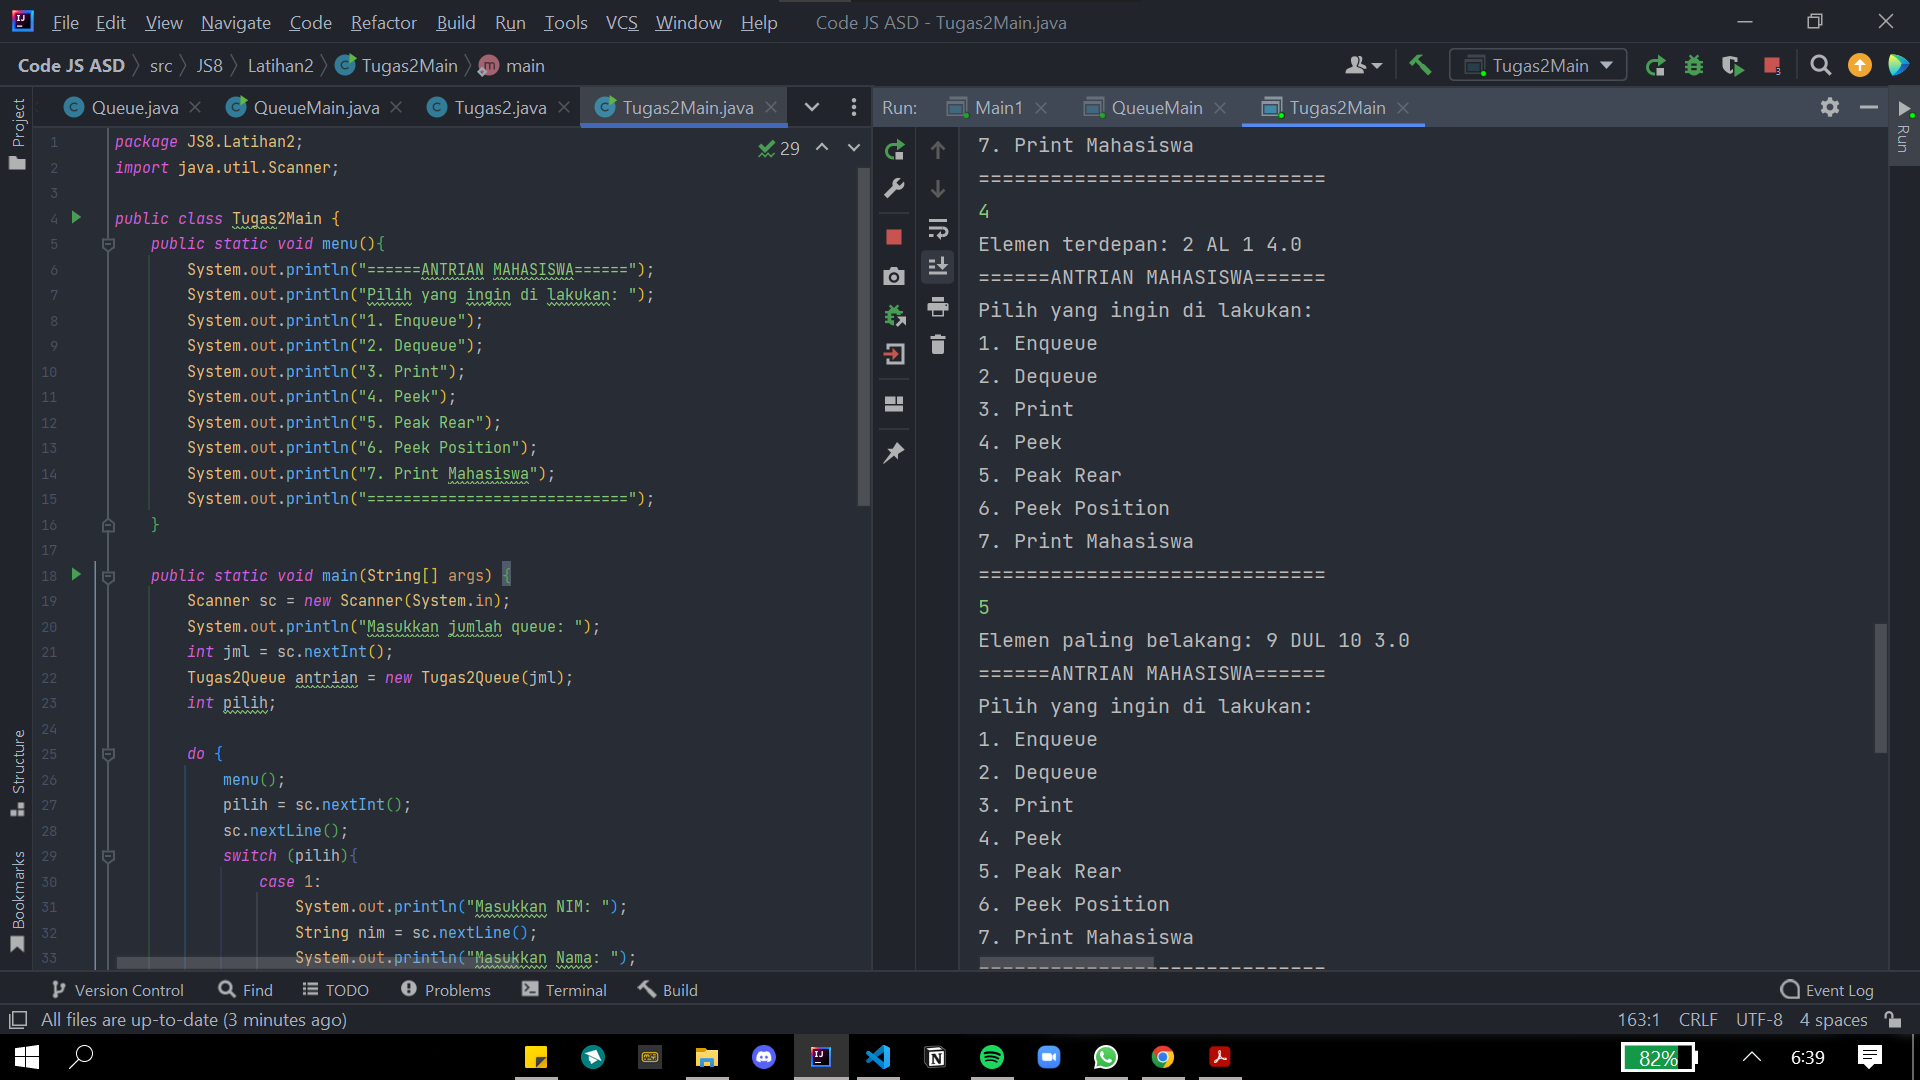 File Edit View Navigate Code Refactor Build Run Tools VCS Window Help Code JS ASD - Tugas2Main.java
Code JS ASD src JS8 Latihan2 Tugas2Main main Tugas2Main
Queue.java QueueMain.java Tugas2.java Tugas2Main.java
Run: Main1 QueueMain Tugas2Main
Project
Structure
Bookmarks
29
1 package JS8.Latihan2;
2 import java.util.Scanner;
3
4 public class Tugas2Main {
5 public static void menu(){
6 System.out.println("======ANTRIAN MAHASISWA======");
7 System.out.println("Pilih yang ingin di lakukan: ");
8 System.out.println("1. Enqueue");
9 System.out.println("2. Dequeue");
10 System.out.println("3. Print");
11 System.out.println("4. Peek");
12 System.out.println("5. Peak Rear");
13 System.out.println("6. Peek Position");
14 System.out.println("7. Print Mahasiswa");
15 System.out.println("=============================");
16 }
17
18 public static void main(String[] args) {
19 Scanner sc = new Scanner(System.in);
20 System.out.println("Masukkan jumlah queue: ");
21 int jml = sc.nextInt();
22 Tugas2Queue antrian = new Tugas2Queue(jml);
23 int pilih;
24
25 do {
26 menu();
27 pilih = sc.nextInt();
28 sc.nextLine();
29 switch (pilih){
30 case 1:
31 System.out.println("Masukkan NIM: ");
32 String nim = sc.nextLine();
33 System.out.println("Masukkan Nama: ");
7. Print Mahasiswa
=============================
4
Elemen terdepan: 2 AL 1 4.0
======ANTRIAN MAHASISWA======
Pilih yang ingin di lakukan:
1. Enqueue
2. Dequeue
3. Print
4. Peek
5. Peak Rear
6. Peek Position
7. Print Mahasiswa
=============================
5
Elemen paling belakang: 9 DUL 10 3.0
======ANTRIAN MAHASISWA======
Pilih yang ingin di lakukan:
1. Enqueue
2. Dequeue
3. Print
4. Peek
5. Peak Rear
6. Peek Position
7. Print Mahasiswa
=============================
Run
Version Control Find TODO Problems Terminal Build Event Log
All files are up-to-date (3 minutes ago) 163:1 CRLF UTF-8 4 spaces
82% 6:39